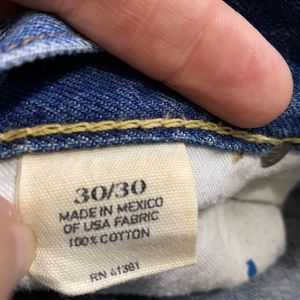 30/30
MADE IN MEXICO
OF USA FABRIC
100% COTTON
RN 61381